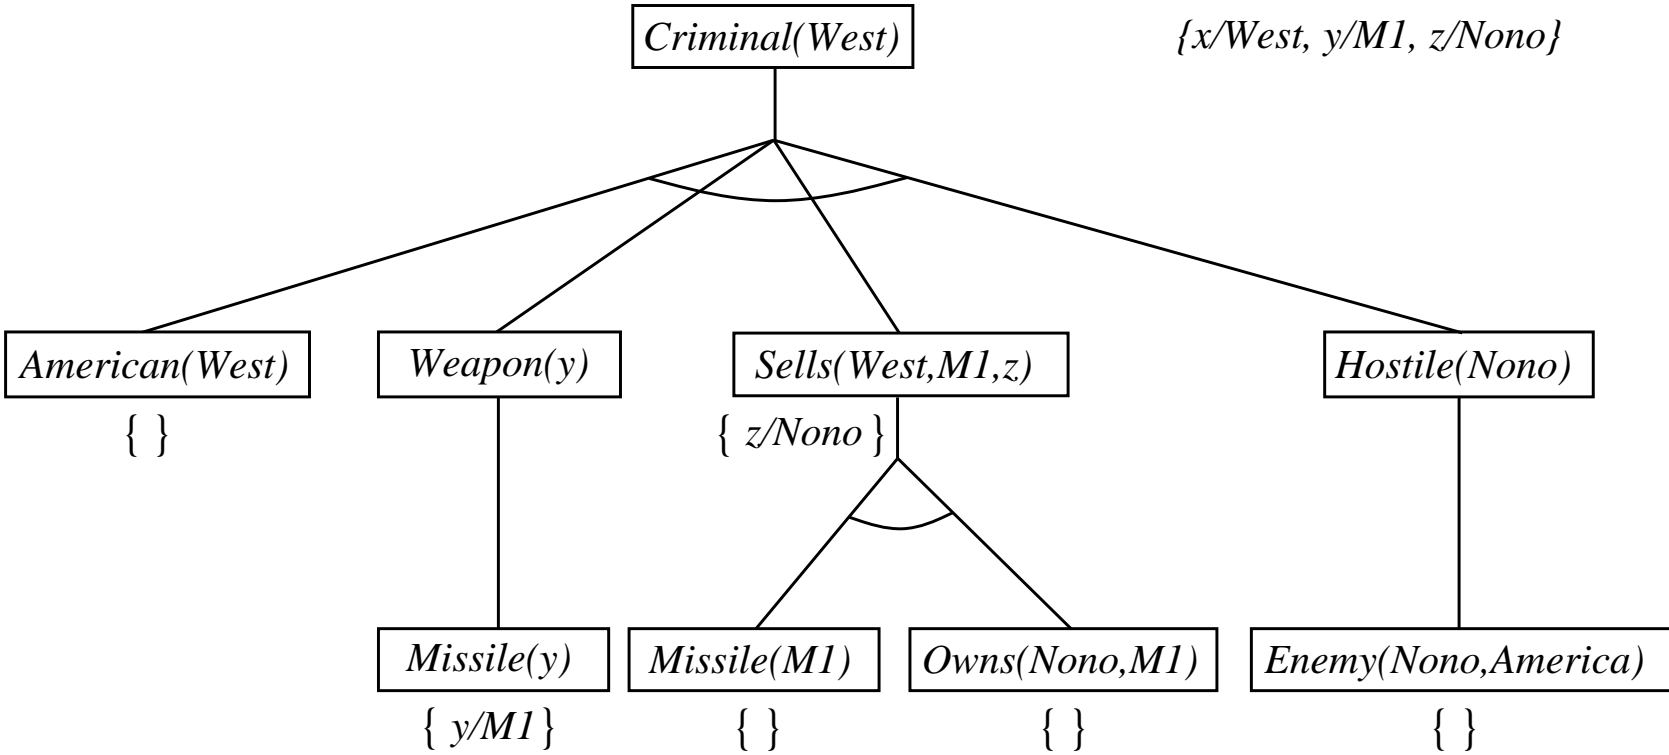 Criminal(West)
{x/West, y/M1, z/Nono}
American(West)
Weapon(y)
Sells(West,M1,z)
Hostile(Nono)
{ }
{ z/Nono }
Missile(y)
Missile(M1)
Owns(Nono,M1)
Enemy(Nono,America)
{ y/M1 }
{ }
{ }
{ }